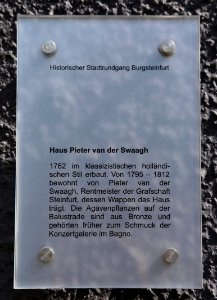 Historischer Stadtrundgang Burgsteinfurt
Haus Pieter van der Swaagh
1762 im klassizistischen holländi-
schen Stil erbaut. Von 1795 – 1812
bewohnt von Pieter van der
Swaagh, Rentmeister der Grafschaft
Steinfurt, dessen Wappen das Haus
trägt. Die Agavenpflanzen auf der
Balustrade sind aus Bronze und
gehörten früher zum Schmuck der
Konzertgalerie im Bagno.